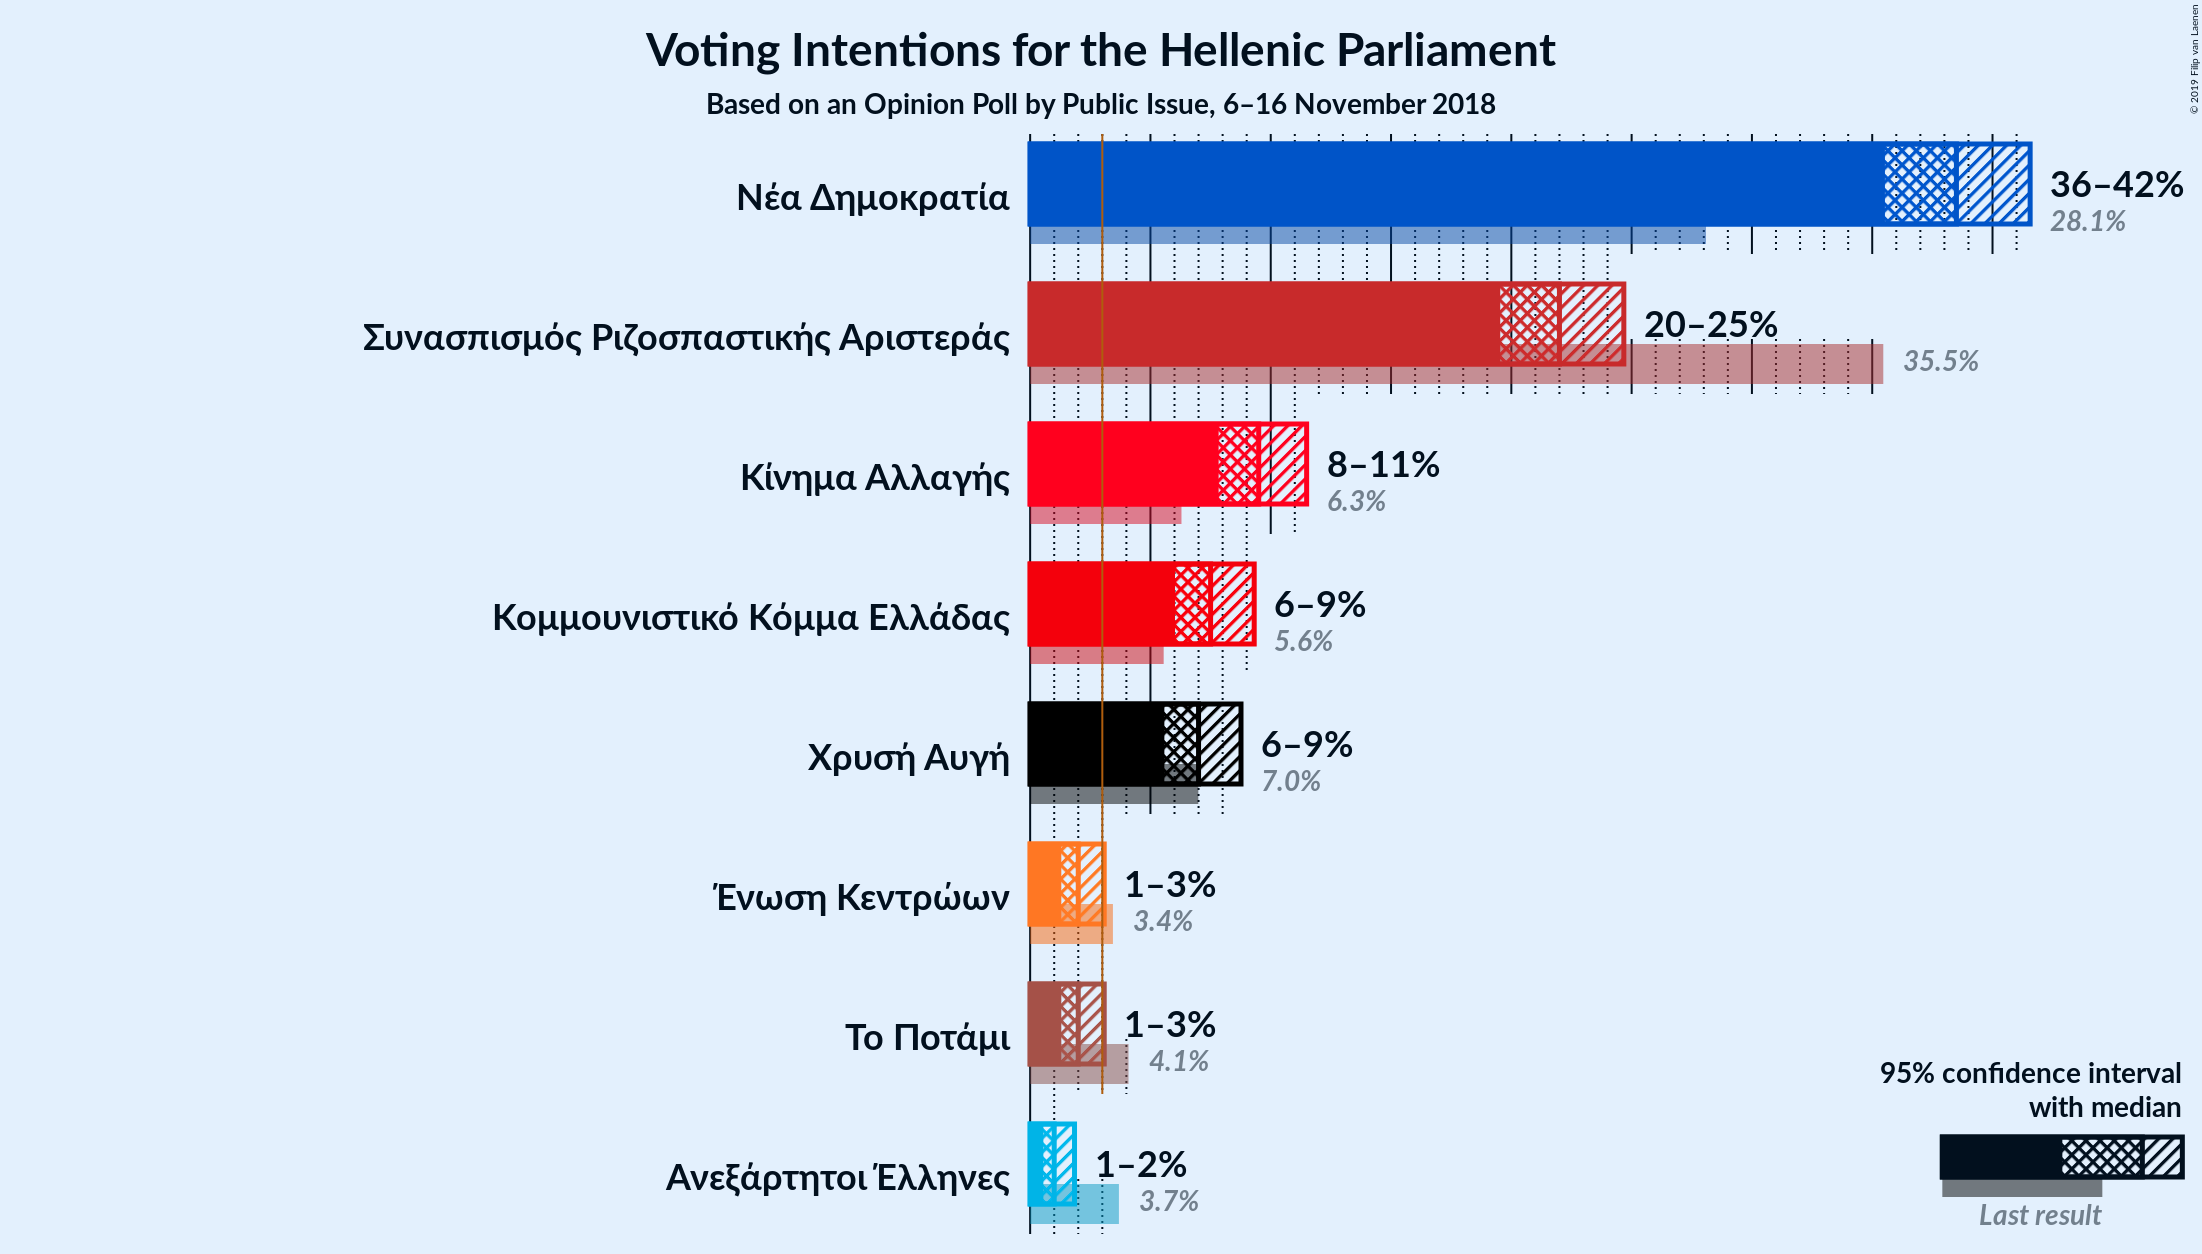 Voting Intentions for the Hellenic Parliament
Based on an Opinion Poll by Public Issue, 6–16 November 2018
© 2019 Filip van Laenen
Νέα Δημοκρατία
36–42%
28.1%
Συνασπισμός Ριζοσπαστικής Αριστεράς
20–25%
35.5%
Κίνημα Αλλαγής
8–11%
6.3%
Κομμουνιστικό Κόμμα Ελλάδας
6–9%
5.6%
Χρυσή Αυγή
6–9%
7.0%
Ένωση Κεντρώων
1–3%
3.4%
Το Ποτάμι
1–3%
4.1%
Ανεξάρτητοι Έλληνες
1–2%
3.7%
95% confidence interval
with median
Last result